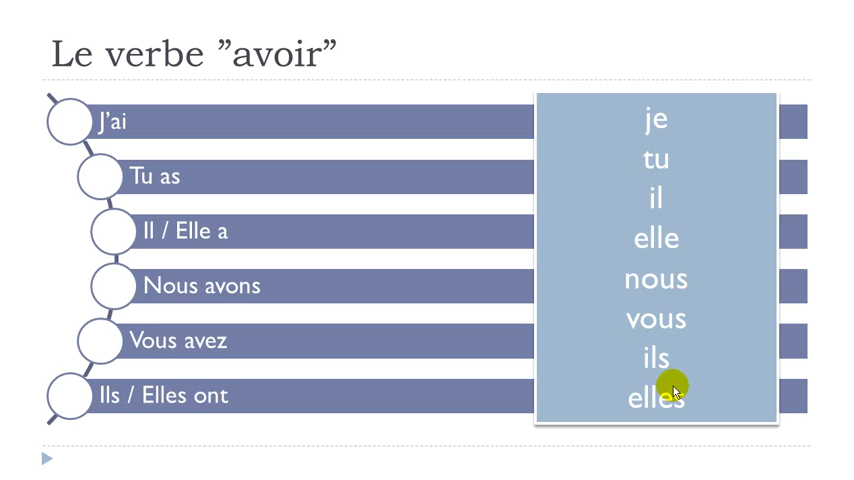 Le verbe ”avoir”
J’ai
Tu as
Il / Elle a
Nous avons
Vous avez
Ils / Elles ont
je
tu
il
elle
nous
vous
ils
elles